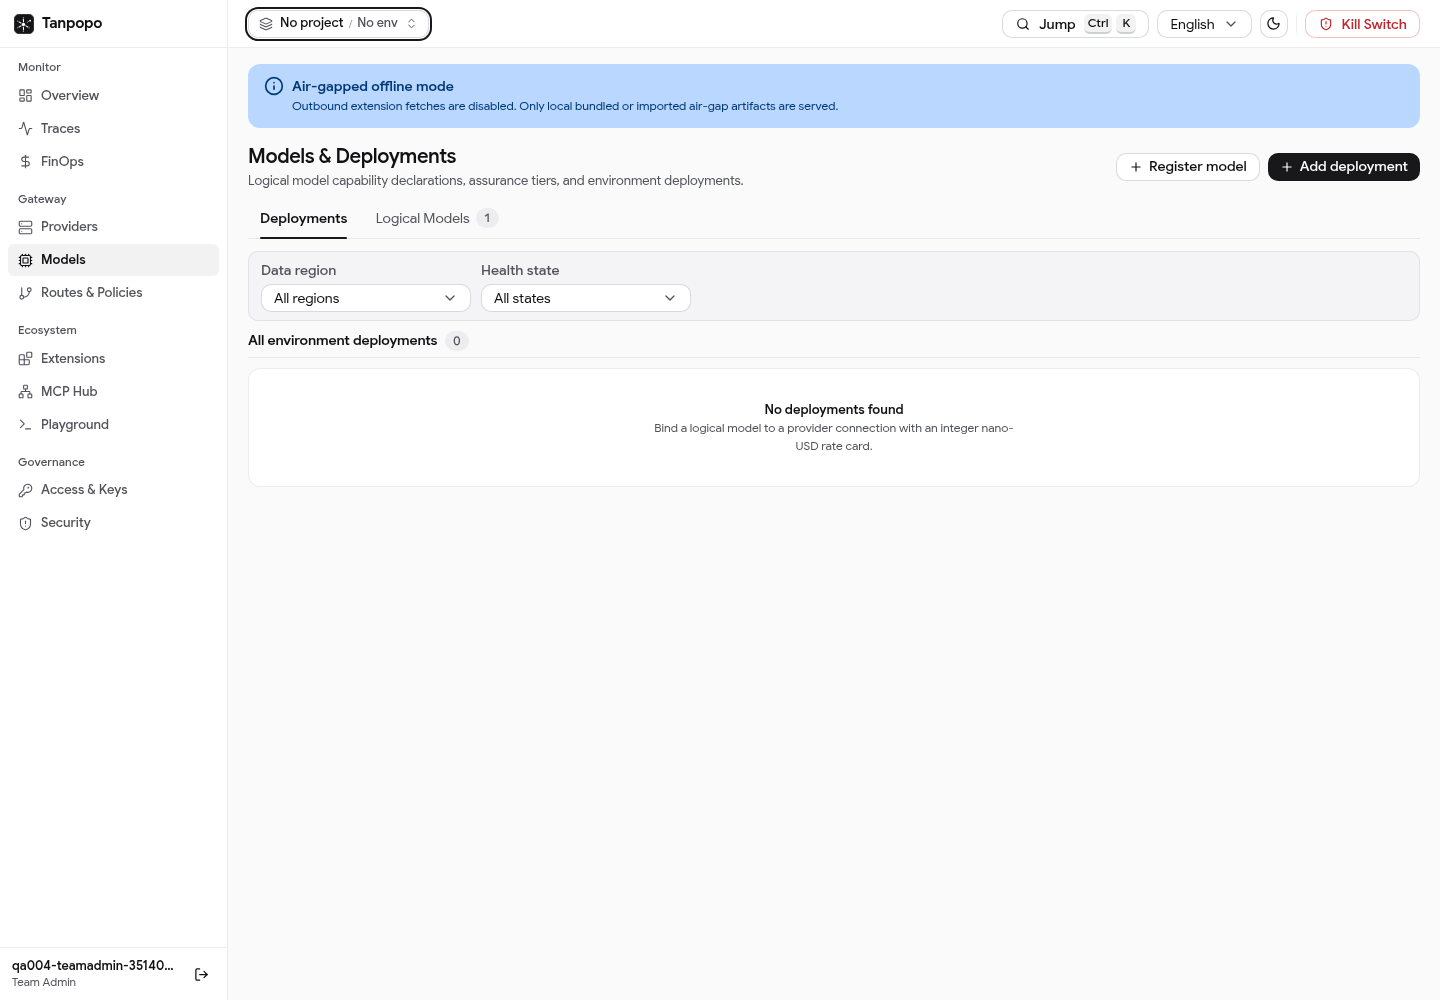 Tanpopo
No project / No env
Jump Ctrl K
English
Kill Switch
Monitor
Overview
Traces
FinOps
Gateway
Providers
Models
Routes & Policies
Ecosystem
Extensions
MCP Hub
Playground
Governance
Access & Keys
Security
qa004-teamadmin-35140...
Team Admin
Air-gapped offline mode
Outbound extension fetches are disabled. Only local bundled or imported air-gap artifacts are served.
Models & Deployments
Logical model capability declarations, assurance tiers, and environment deployments.
Register model
Add deployment
Deployments
Logical Models 1
Data region
All regions
Health state
All states
All environment deployments 0
No deployments found
Bind a logical model to a provider connection with an integer nano-
USD rate card.